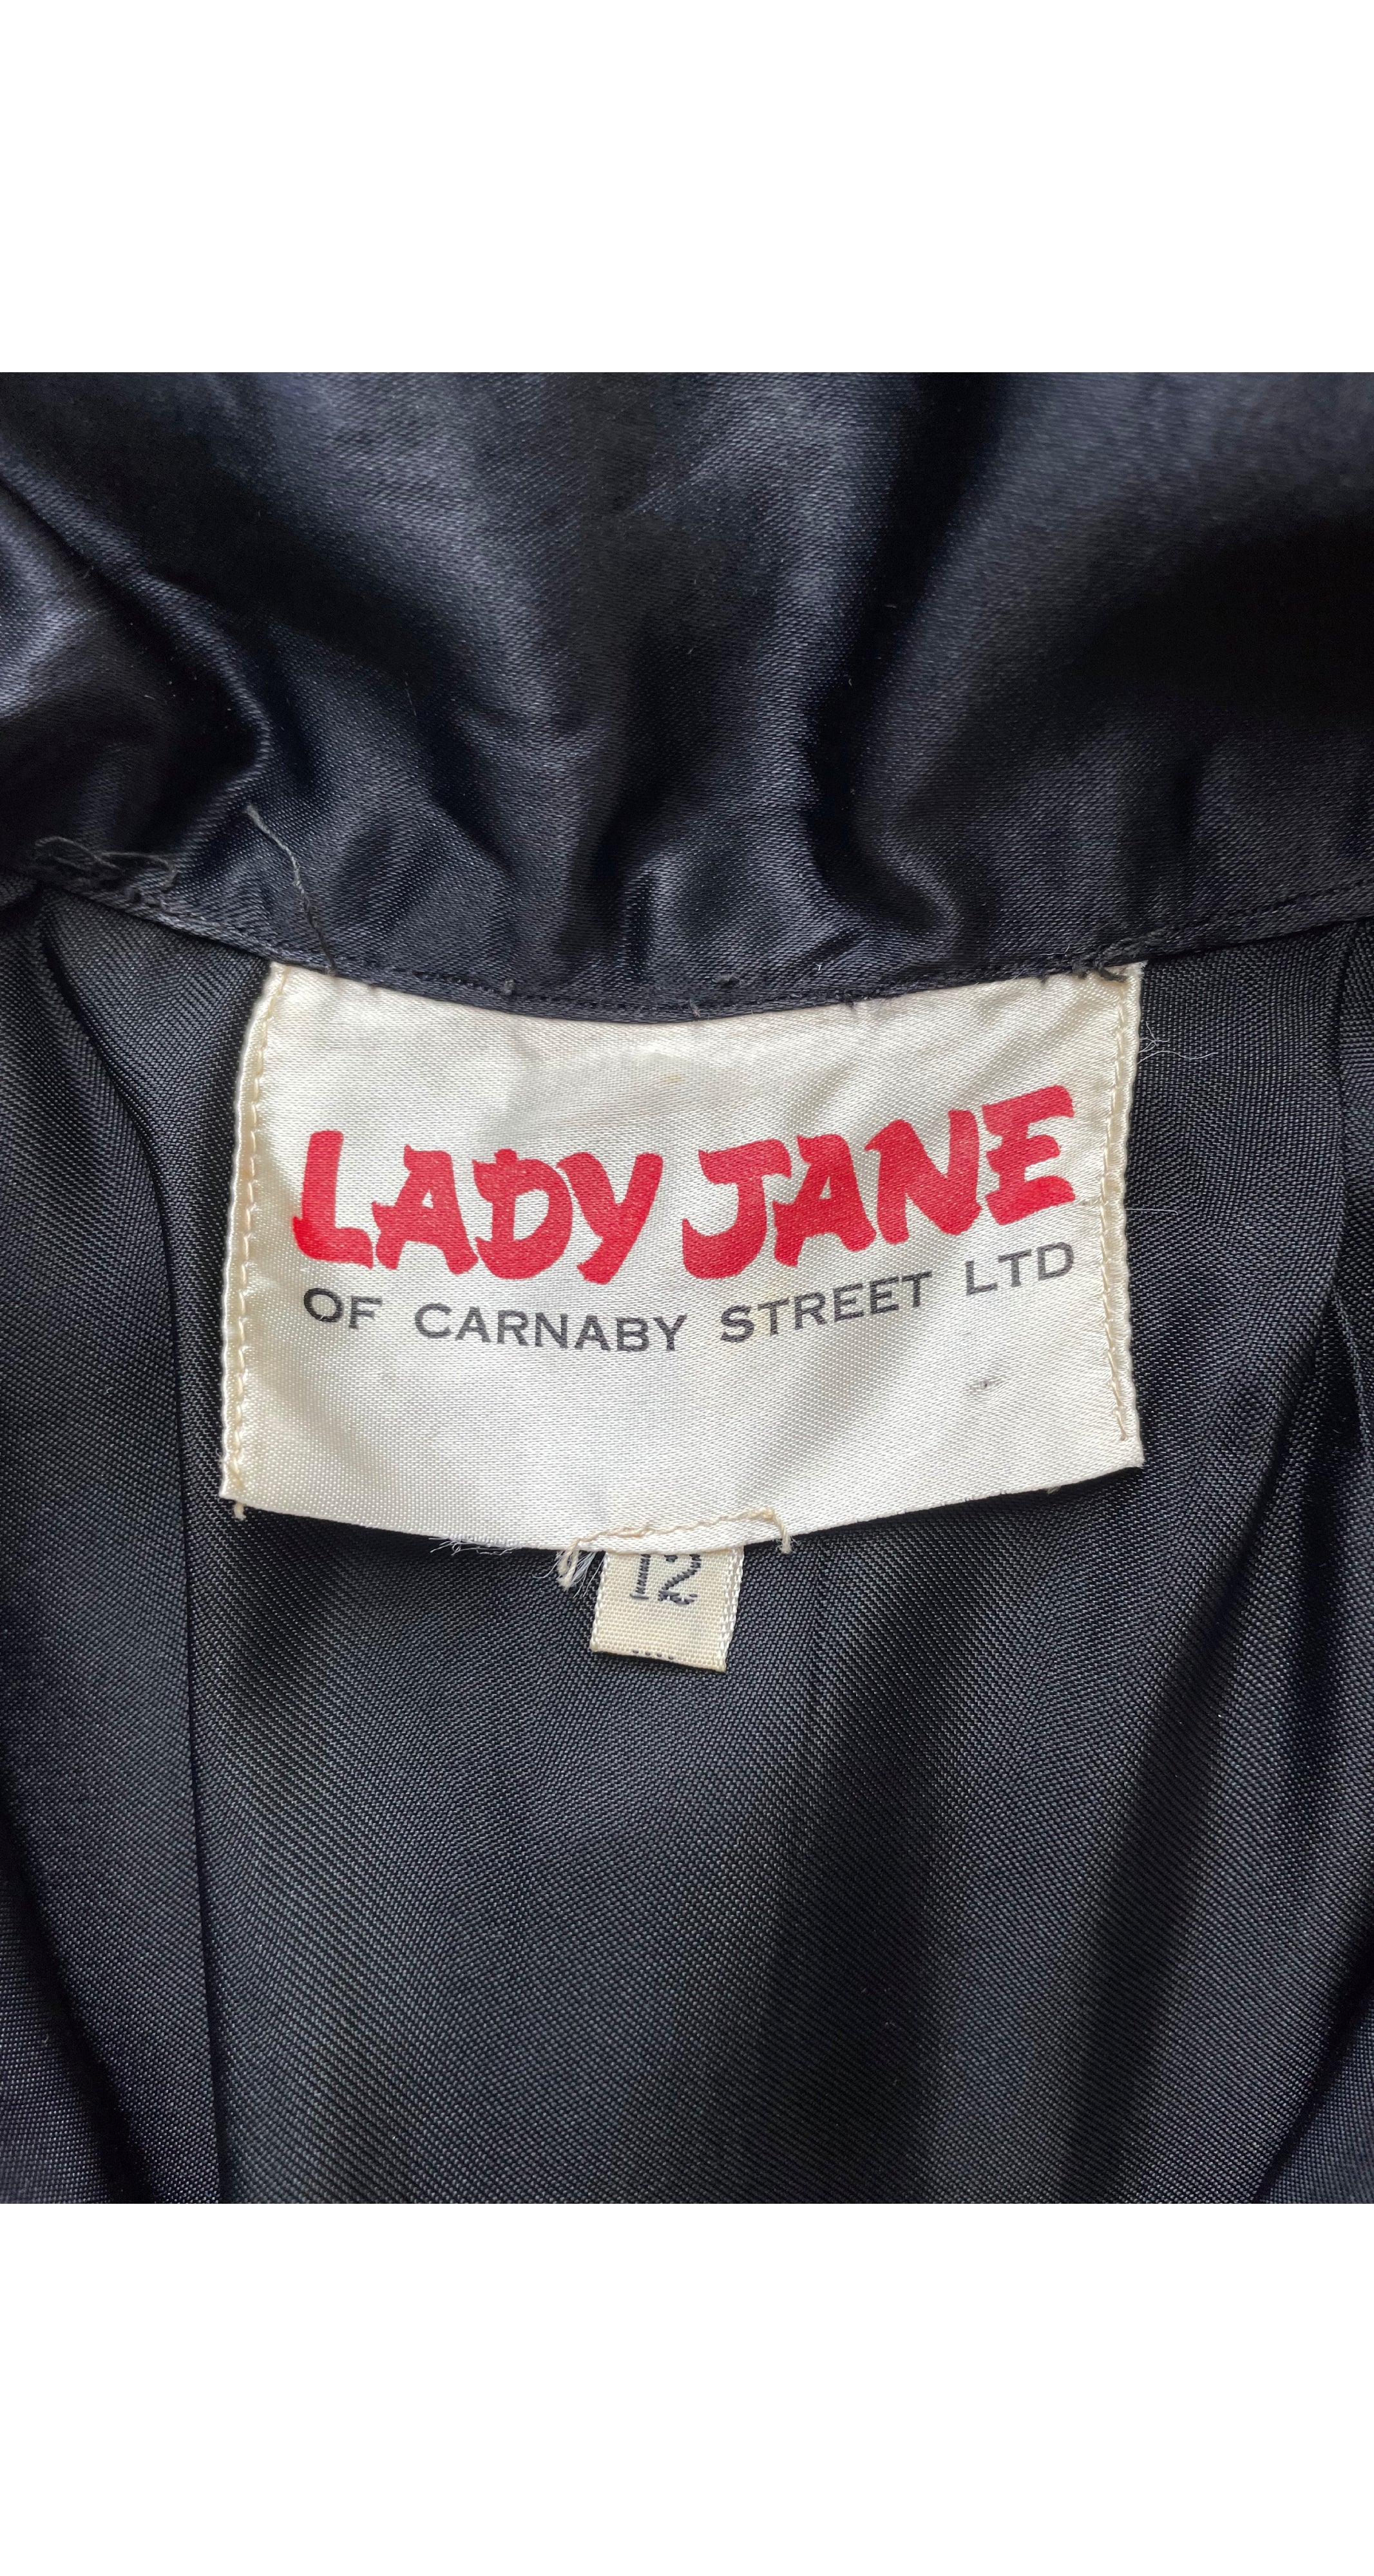 LADY JANE
OF CARNABY STREET LTD
12